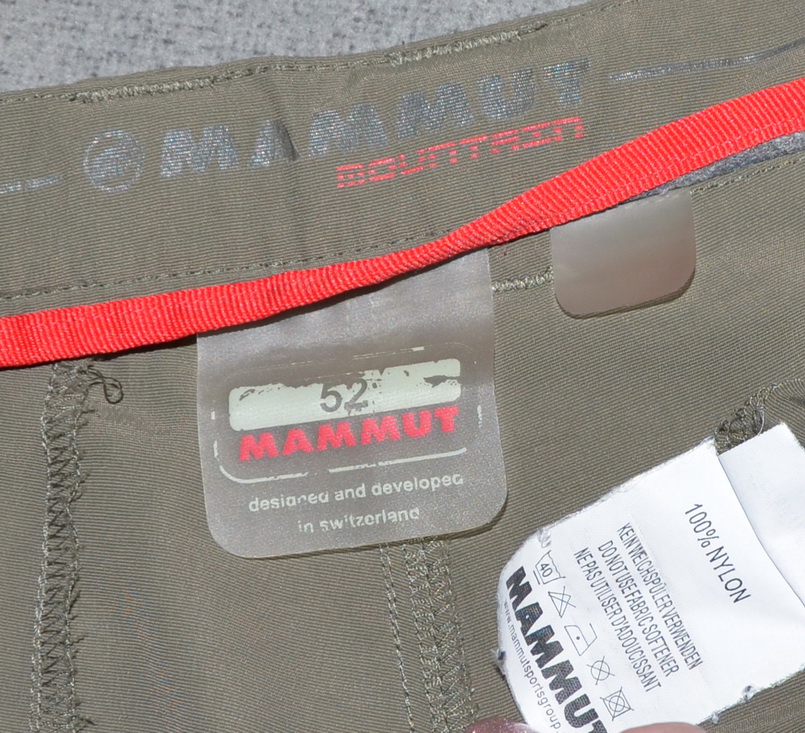 MAMMUT
MOUNTAIN
52
MAMMUT
designed and developed
in switzerland
100% NYLON
KEIN WEICHSPÜLER VERWENDEN
DO NOT USE FABRIC SOFTENER
NE PAS UTILISER D'ADOUCISSANT
40
MAMMUT
www.mammutsportsgroup.